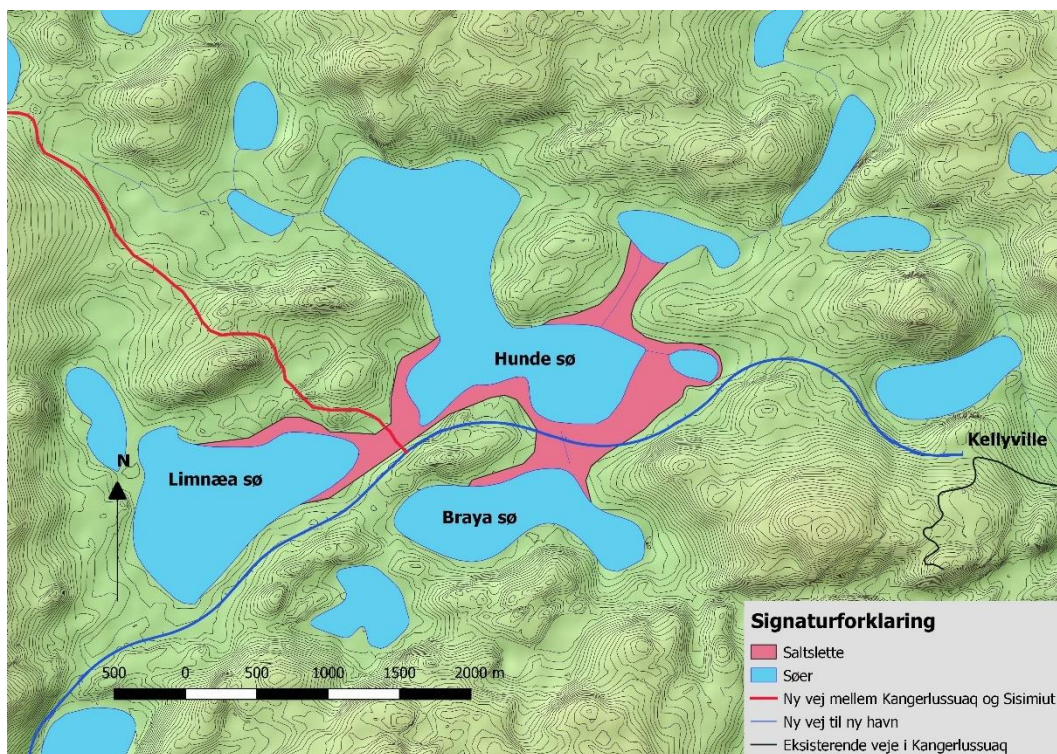 Hunde sø
Kellyville
N
Limnæa sø
Braya sø
500 0 500 1000 1500 2000 m
Signaturforklaring
Saltslette
Søer
Ny vej mellem Kangerlussuaq og Sisimiut
Ny vej til ny havn
Eksisterende veje i Kangerlussuaq